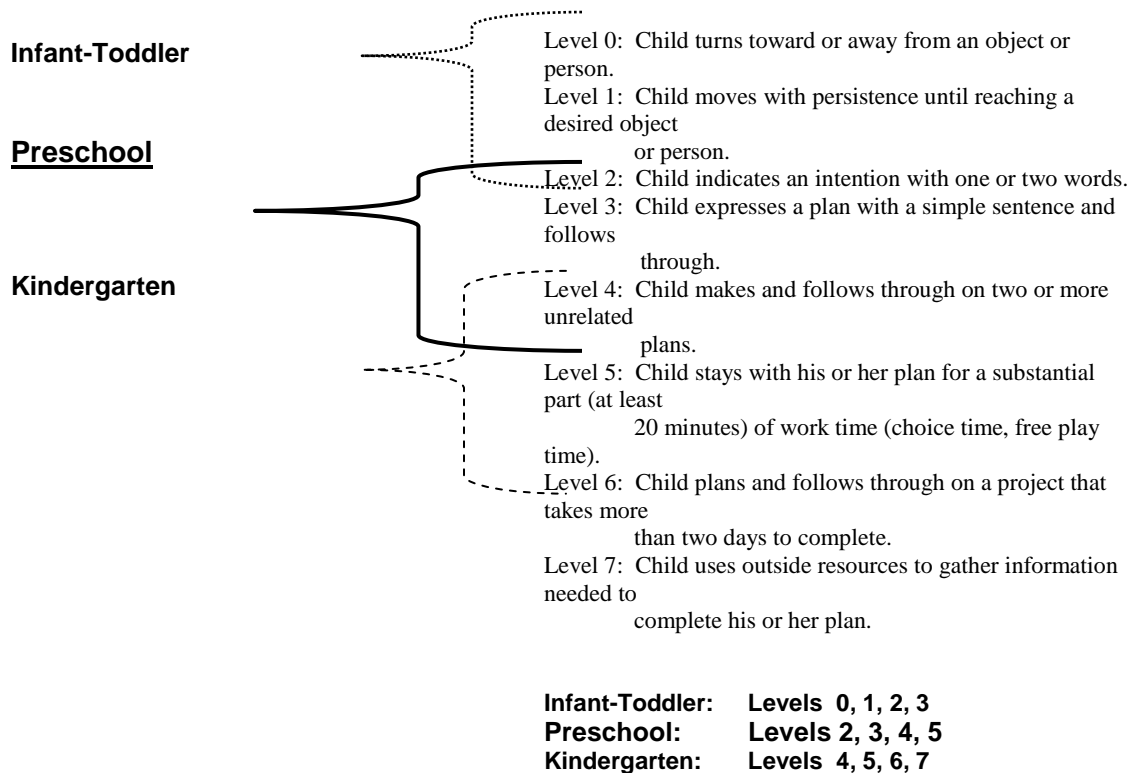 Infant-Toddler
Level 0: Child turns toward or away from an object or
person.
Level 1: Child moves with persistence until reaching a
desired object
or person.
Preschool
Level 2: Child indicates an intention with one or two words.
Level 3: Child expresses a plan with a simple sentence and
follows
through.
Kindergarten
Level 4: Child makes and follows through on two or more
unrelated
plans.
Level 5: Child stays with his or her plan for a substantial
part (at least
20 minutes) of work time (choice time, free play
time).
Level 6: Child plans and follows through on a project that
takes more
than two days to complete.
Level 7: Child uses outside resources to gather information
needed to
complete his or her plan.
Infant-Toddler: Levels 0, 1, 2, 3
Preschool: Levels 2, 3, 4, 5
Kindergarten: Levels 4, 5, 6, 7